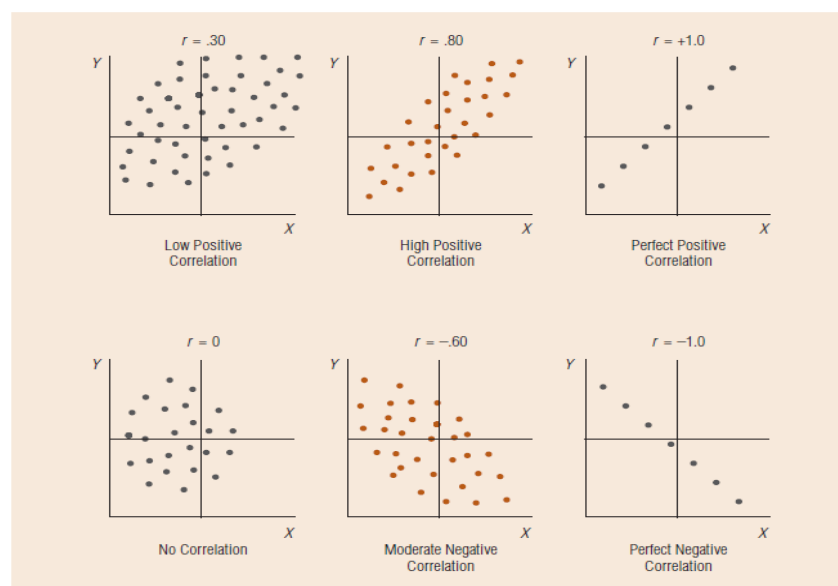 r = .30
r = .80
r = +1.0
Y
Y
Y
X
X
X
Low Positive
Correlation
High Positive
Correlation
Perfect Positive
Correlation
r = 0
r = –.60
r = –1.0
Y
Y
Y
X
X
X
No Correlation
Moderate Negative
Correlation
Perfect Negative
Correlation